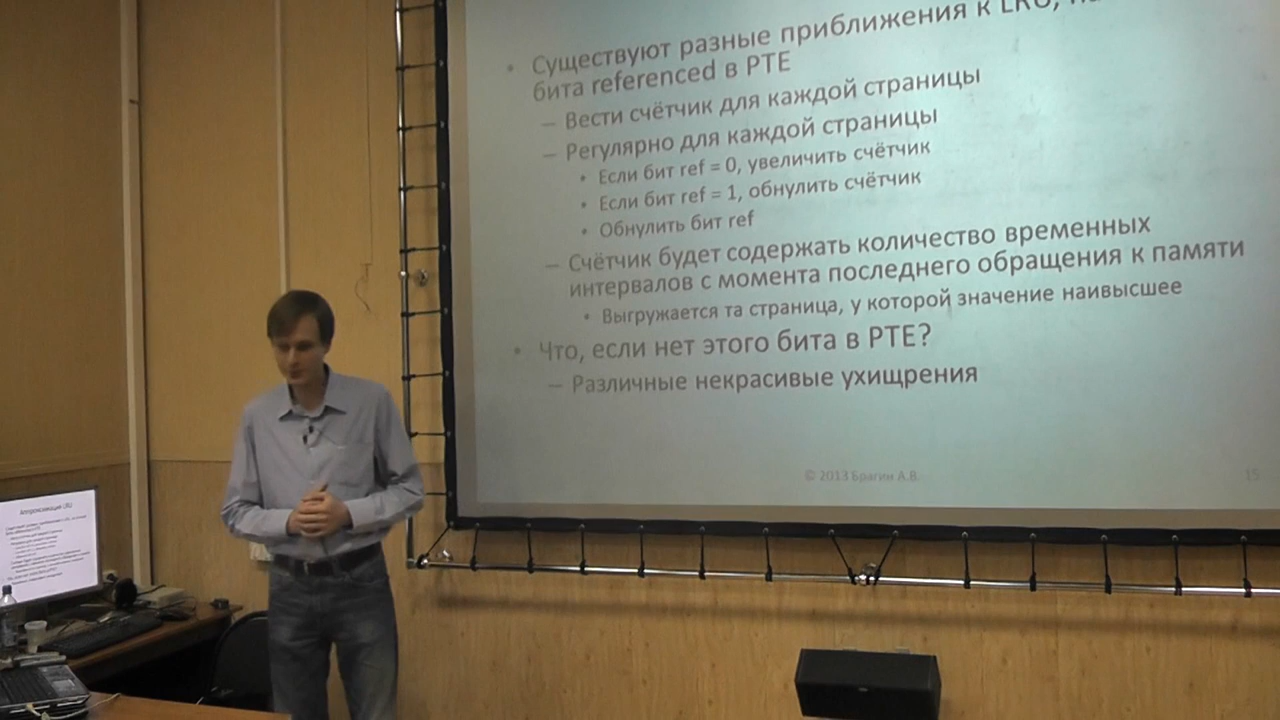 Существуют разные приближения к LRU,
бита referenced в PTE
– Вести счётчик для каждой страницы
– Регулярно для каждой страницы
• Если бит ref = 0, увеличить счётчик
• Если бит ref = 1, обнулить счётчик
• Обнулить бит ref
– Счётчик будет содержать количество временных
интервалов с момента последнего обращения к памяти
• Выгружается та страница, у которой значение наивысшее
• Что, если нет этого бита в PTE?
– Различные некрасивые ухищрения
© 2013 Брагин А.В.
15
Аппроксимация LRU